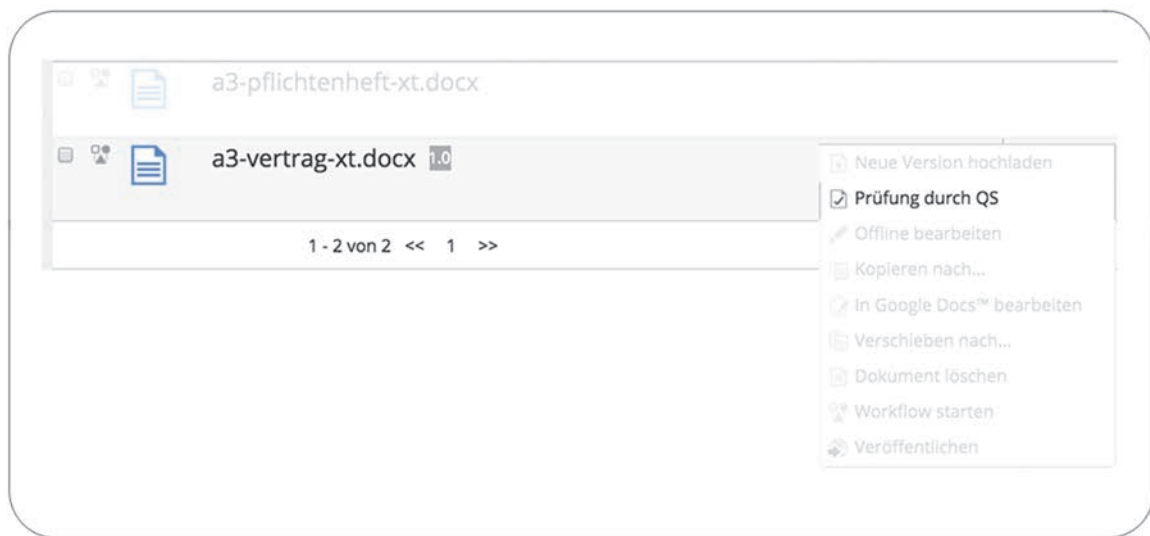 a3-pflichtenheft-xt.docx
a3-vertrag-xt.docx 1.0
1 - 2 von 2 << 1 >>
Neue Version hochladen
Prüfung durch QS
Offline bearbeiten
Kopieren nach...
In Google Docs™ bearbeiten
Verschieben nach...
Dokument löschen
Workflow starten
Veröffentlichen